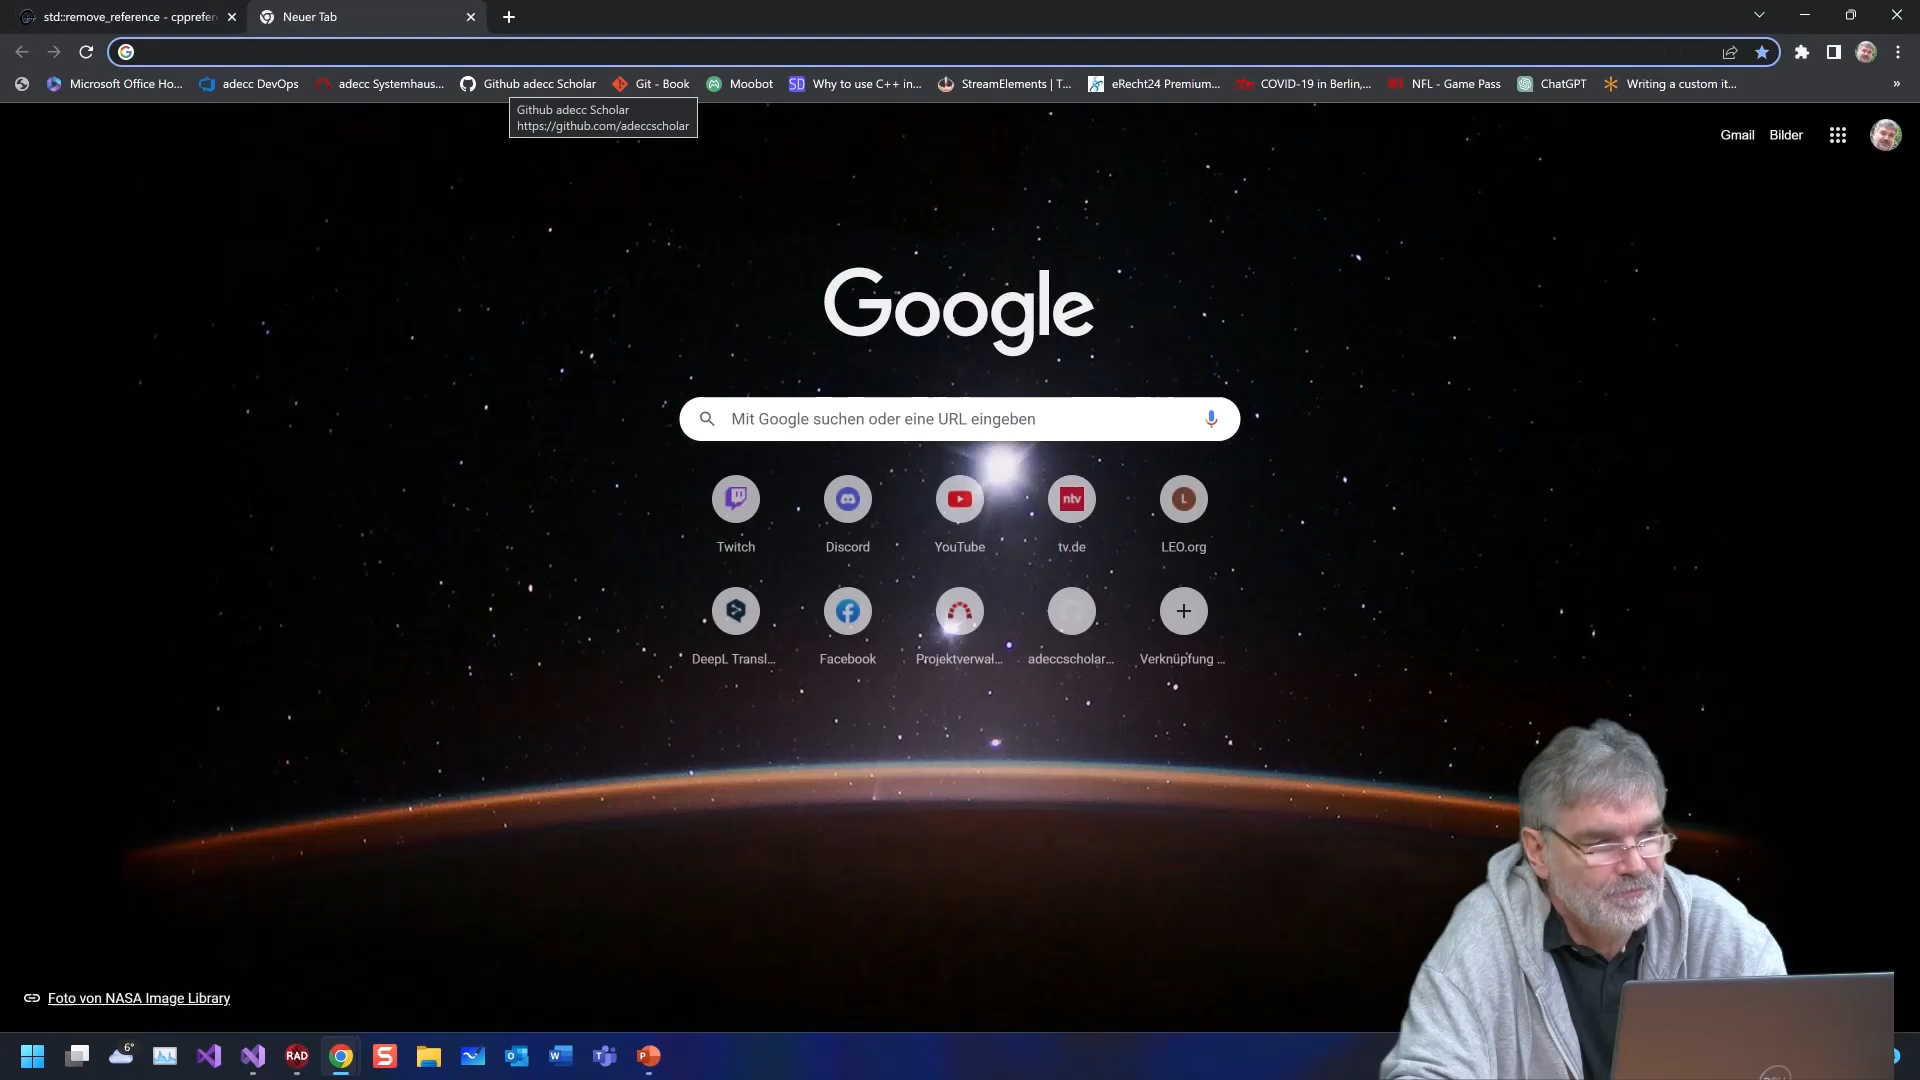 std::remove_reference - cpprefer
Neuer Tab
Microsoft Office Ho...
adecc DevOps
adecc Systemhaus...
Github adecc Scholar
Git - Book
Moobot
SD
Why to use C++ in...
StreamElements | T...
eRecht24 Premium...
COVID-19 in Berlin,...
NFL - Game Pass
ChatGPT
Writing a custom it...
»
Github adecc Scholar
https://github.com/adeccscholar
Gmail
Bilder
Google
Mit Google suchen oder eine URL eingeben
ntv
L
Twitch
Discord
YouTube
tv.de
LEO.org
DeepL Transl...
Facebook
Projektverwal...
adeccscholar...
Verknüpfung ...
Foto von NASA Image Library
6°
RAD
S
O
W
T
P
DELL